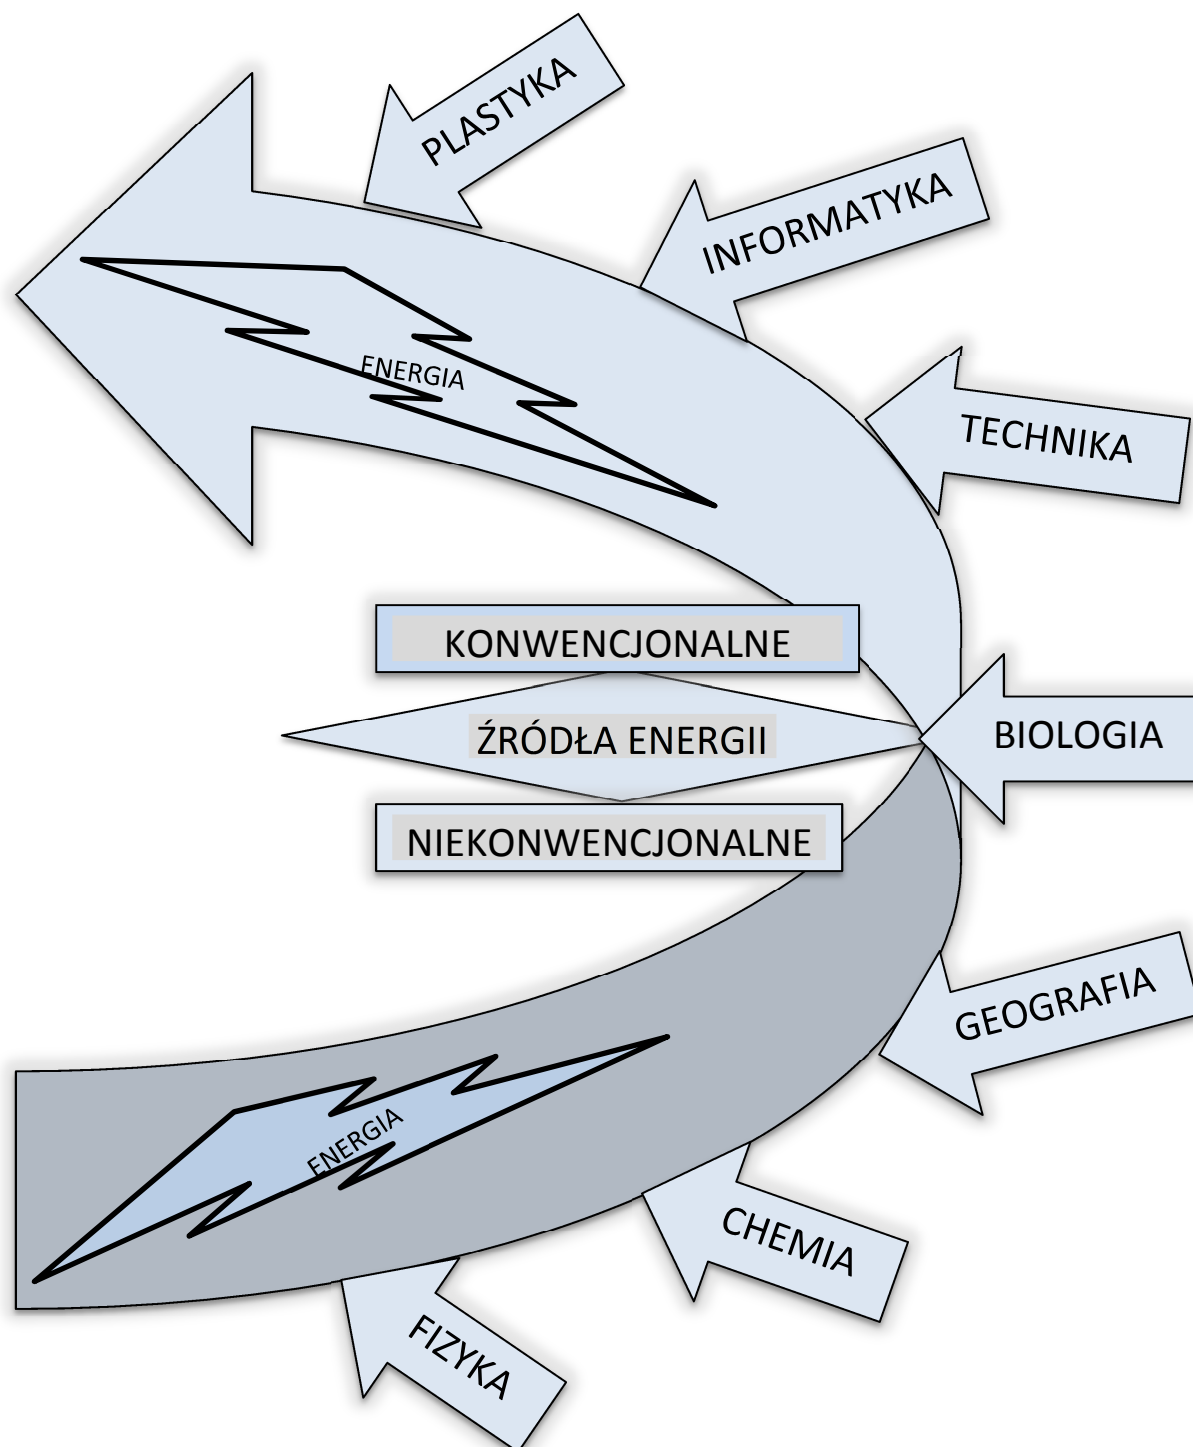 PLASTYKA
INFORMATYKA
ENERGIA
TECHNIKA
KONWENCJONALNE
ŹRÓDŁA ENERGII
BIOLOGIA
NIEKONWENCJONALNE
GEOGRAFIA
ENERGIA
CHEMIA
FIZYKA